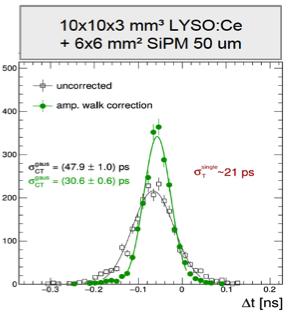 10x10x3 mm³ LYSO:Ce
+ 6x6 mm² SiPM 50 um
500
uncorrected
amp. walk correction
400
σ_CT^gaus = (47.9 ± 1.0) ps
σ_CT^gaus = (30.6 ± 0.6) ps
σ_T^single ~21 ps
300
200
100
0
−0.3 −0.2 −0.1 0 0.1 0.2
Δt [ns]